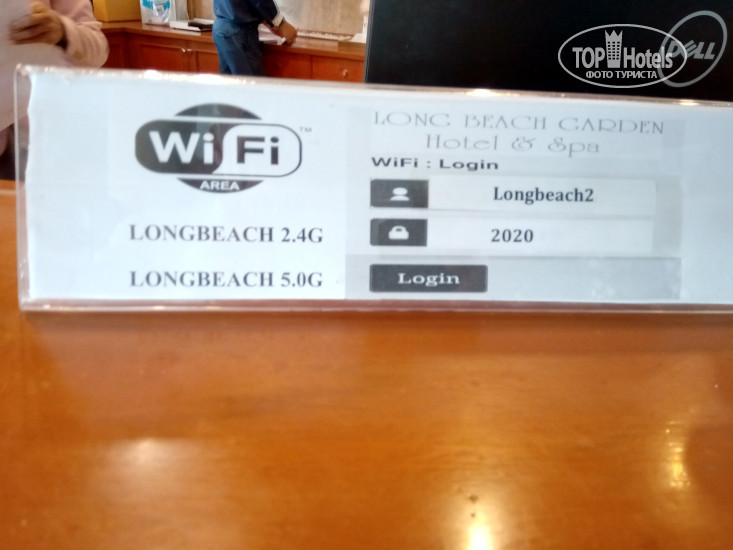 TOP Hotels
ФОТО ТУРИСТА
DELL
Wi Fi
TM
AREA
LONGBEACH 2.4G
LONGBEACH 5.0G
LONG BEACH GARDEN
Hotel & Spa
WiFi : Login
Longbeach2
2020
Login